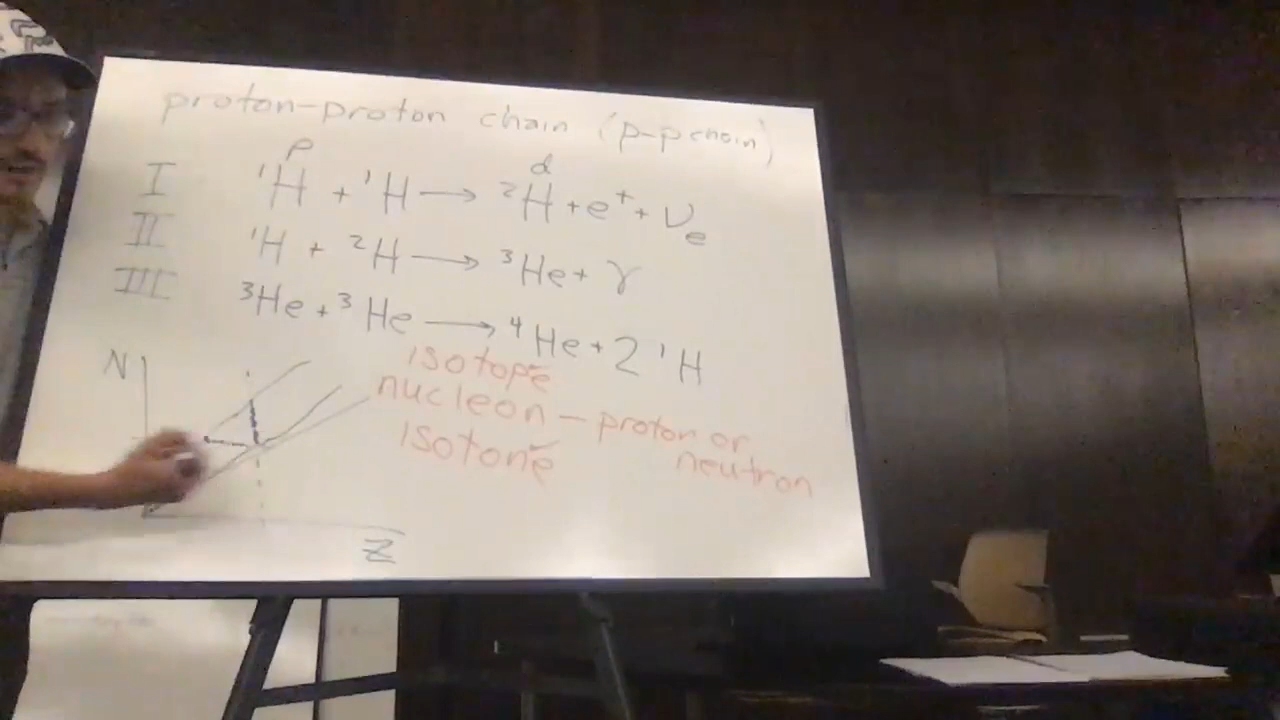 proton-proton chain (p-p chain)
p d
I ¹H + ¹H → ²H + e⁺ + νₑ
II ¹H + ²H → ³He + γ
III ³He + ³He → ⁴He + 2 ¹H
isotope
nucleon – proton or
neutron
isotone
N
Z